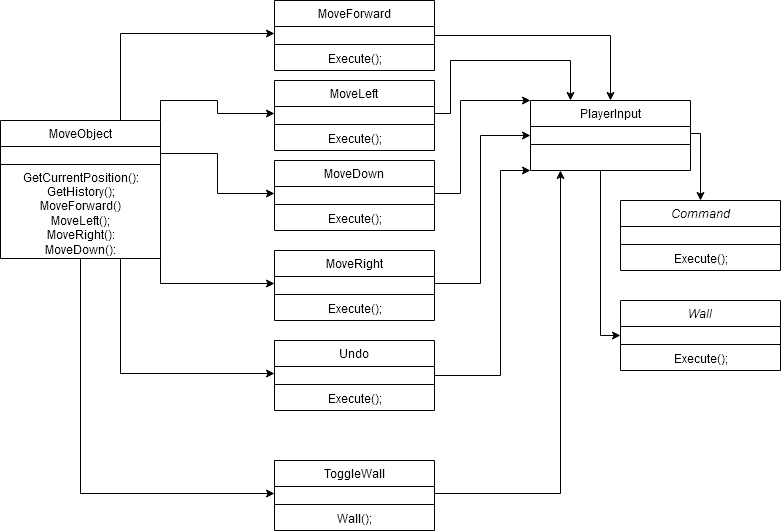 MoveForward
Execute();
MoveLeft
Execute();
MoveObject
GetCurrentPosition():
GetHistory();
MoveForward()
MoveLeft();
MoveRight():
MoveDown():
MoveDown
Execute();
MoveRight
Execute();
Undo
Execute();
ToggleWall
Wall();
PlayerInput
Command
Execute();
Wall
Execute();